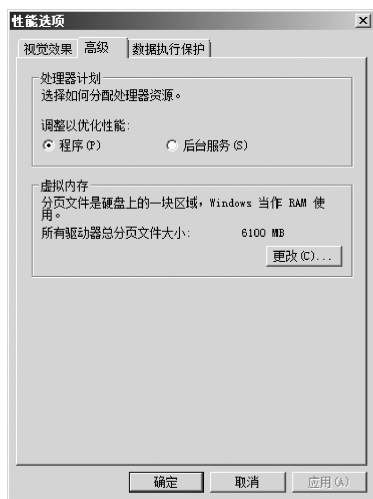 性能选项
视觉效果 高级 数据执行保护
处理器计划
选择如何分配处理器资源。
调整以优化性能:
程序(P) 后台服务(S)
虚拟内存
分页文件是硬盘上的一块区域，Windows 当作 RAM 使
用。
所有驱动器总分页文件大小: 6100 MB
更改(C)...
确定 取消 应用(A)